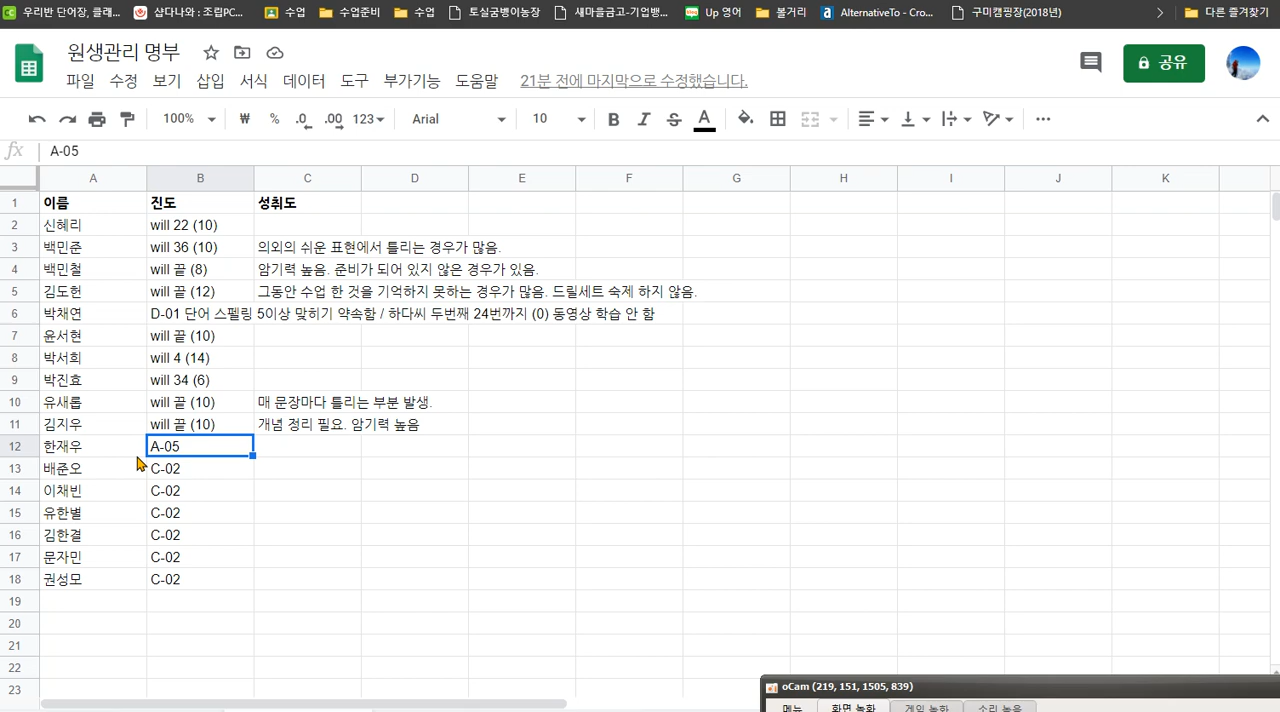 우리반 단어장, 클래... 샵다나와 : 조립PC... 수업 수업준비 수업 토실궁뱅이농장 새마을금고-기업뱅... Up 영어 볼거리 AlternativeTo - Cro... 구미캠핑장(2018년) 다른 즐겨찾기
원생관리 명부
파일 수정 보기 삽입 서식 데이터 도구 부가기능 도움말 21분 전에 마지막으로 수정했습니다. 공유
100% ₩ % .0 .00 123 Arial 10 B I S A
fx A-05
A B C D E F G H I J K
1 이름 진도 성취도
2 신혜리 will 22 (10)
3 백민준 will 36 (10) 의외의 쉬운 표현에서 틀리는 경우가 많음.
4 백민철 will 끝 (8) 암기력 높음. 준비가 되어 있지 않은 경우가 있음.
5 김도헌 will 끝 (12) 그동안 수업 한 것을 기억하지 못하는 경우가 많음. 드릴세트 숙제 하지 않음.
6 박채연 D-01 단어 스펠링 5이상 맞히기 약속함 / 하다씨 두번째 24번까지 (0) 동영상 학습 안 함
7 윤서현 will 끝 (10)
8 박서희 will 4 (14)
9 박진효 will 34 (6)
10 유새롭 will 끝 (10) 매 문장마다 틀리는 부분 발생.
11 김지우 will 끝 (10) 개념 정리 필요. 암기력 높음
12 한재우 A-05
13 배준오 C-02
14 이채빈 C-02
15 유한별 C-02
16 김한결 C-02
17 문자민 C-02
18 권성모 C-02
19
20
21
22
23
oCam (219, 151, 1505, 839)
메뉴 화면 녹화 게임 녹화 소리 녹음